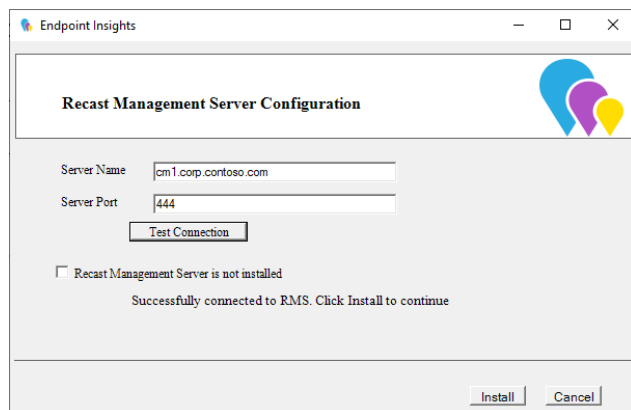 Endpoint Insights
Recast Management Server Configuration
Server Name
cm1.corp.contoso.com
Server Port
444
Test Connection
Recast Management Server is not installed
Successfully connected to RMS. Click Install to continue
Install
Cancel